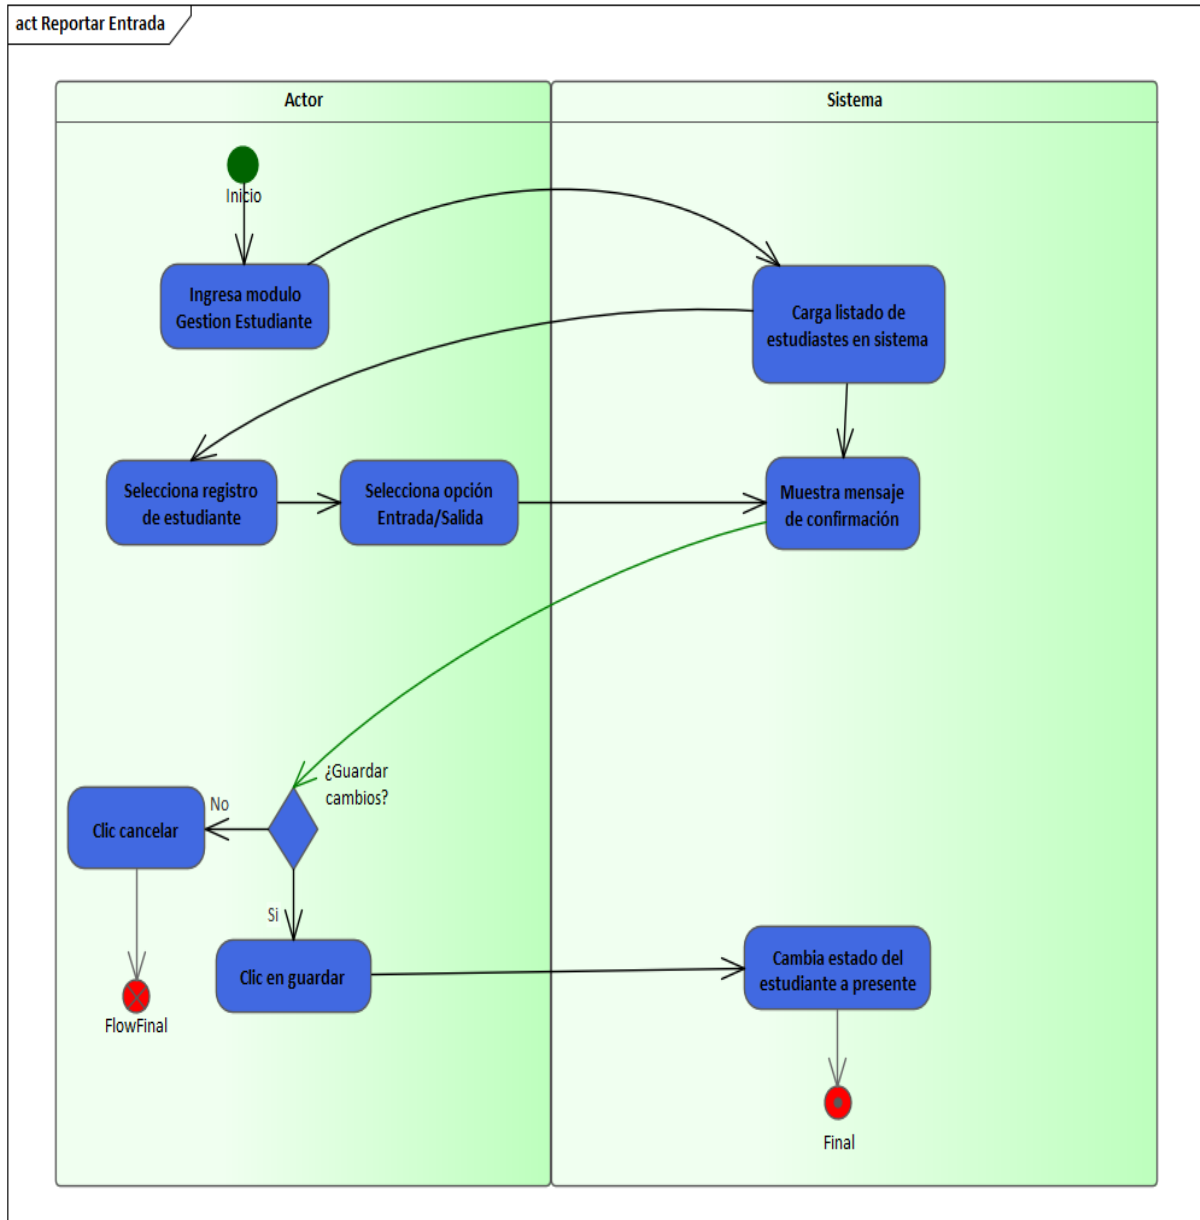 act Reportar Entrada
Actor
Sistema
Inicio
Ingresa modulo
Gestion Estudiante
Carga listado de
estudiastes en sistema
Selecciona registro
de estudiante
Selecciona opción
Entrada/Salida
Muestra mensaje
de confirmación
¿Guardar
cambios?
No
Clic cancelar
Si
Clic en guardar
Cambia estado del
estudiante a presente
FlowFinal
Final